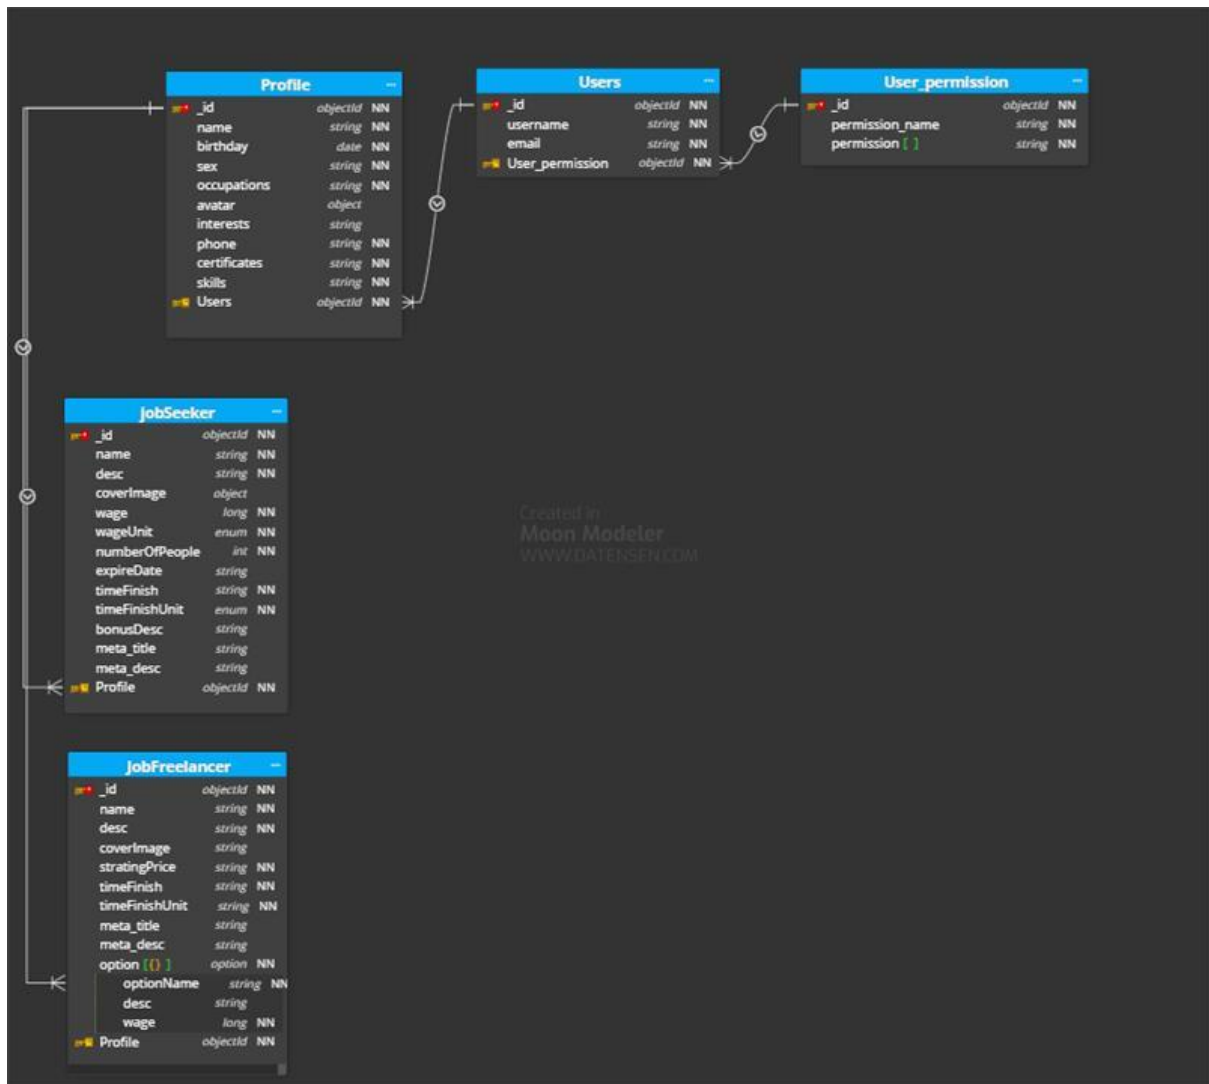 Profile
_id objectId NN
name string NN
birthday date NN
sex string NN
occupations string NN
avatar object
interests string
phone string NN
certificates string NN
skills string NN
Users objectId NN
Users
_id objectId NN
username string NN
email string NN
User_permission objectId NN
User_permission
_id objectId NN
permission_name string NN
permission [ ] string NN
JobSeeker
_id objectId NN
name string NN
desc string NN
coverImage object
wage long NN
wageUnit enum NN
numberOfPeople int NN
expireDate string
timeFinish string NN
timeFinishUnit enum NN
bonusDesc string
meta_title string
meta_desc string
Profile objectId NN
Created in
Moon Modeler
WWW.DATENSEN.COM
JobFreelancer
_id objectId NN
name string NN
desc string NN
coverImage string
stratingPrice string NN
timeFinish string NN
timeFinishUnit string NN
meta_title string
meta_desc string
option [{} ] option NN
optionName string NN
desc string
wage long NN
Profile objectId NN